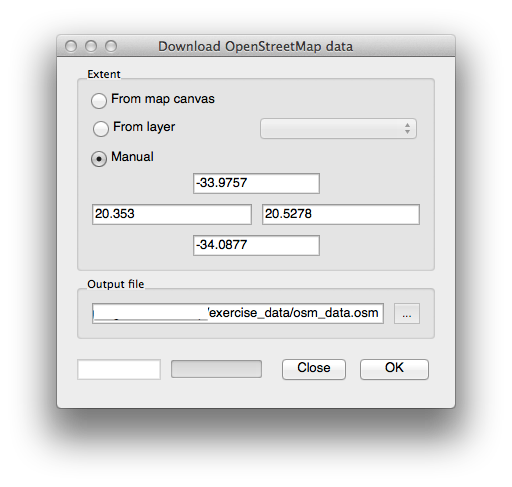 Download OpenStreetMap data
Extent
From map canvas
From layer
Manual
-33.9757
20.353 20.5278
-34.0877
Output file
/exercise_data/osm_data.osm ...
Close OK